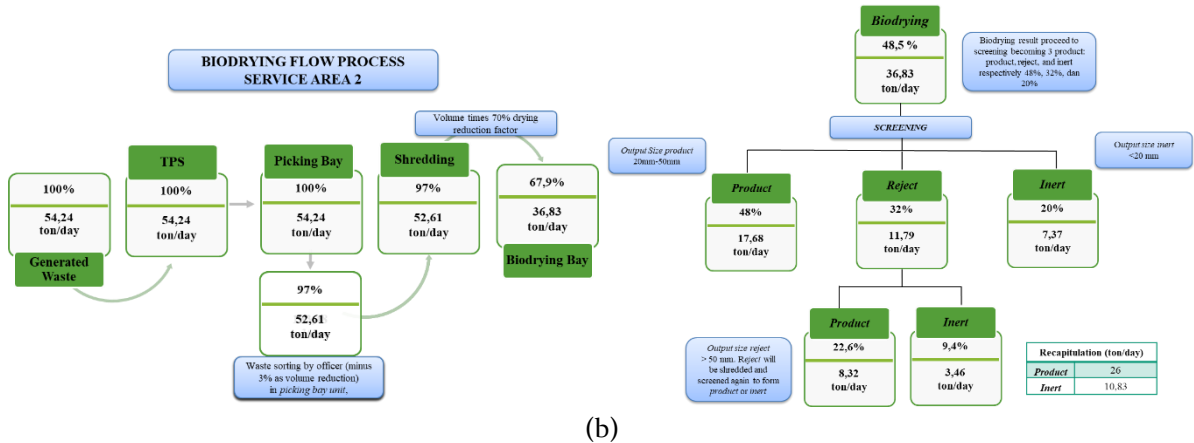 BIODRYING FLOW PROCESS
SERVICE AREA 2
Volume times 70% drying
reduction factor
100%
54,24
ton/day
Generated
Waste
TPS
100%
54,24
ton/day
Picking Bay
100%
54,24
ton/day
Shredding
97%
52,61
ton/day
67,9%
36,83
ton/day
Biodrying Bay
97%
52,61
ton/day
Waste sorting by officer (minus
3% as volume reduction)
in picking bay unit.
Biodrying
48,5 %
36,83
ton/day
Biodrying result proceed to
screening becoming 3 product:
product, reject, and inert
respectively 48%, 32%, dan
20%
SCREENING
Output Size product
20mm-50mm
Output size inert
<20 mm
Product
48%
17,68
ton/day
Reject
32%
11,79
ton/day
Inert
20%
7,37
ton/day
Output size reject
> 50 mm. Reject will
be shredded and
screened again to form
product or inert
Product
22,6%
8,32
ton/day
Inert
9,4%
3,46
ton/day
Recapitulation (ton/day)
Product 26
Inert 10.83
(b)